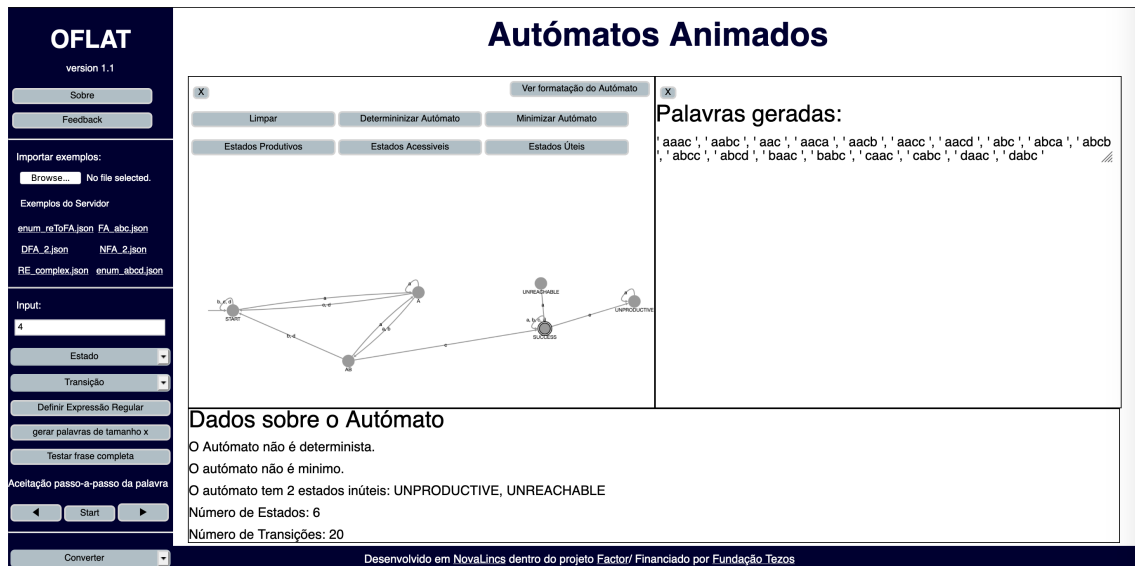 OFLAT
version 1.1
Sobre
Feedback
Importar exemplos:
Browse... No file selected.
Exemplos do Servidor
enum_reToFA.json FA_abc.json
DFA_2.json NFA_2.json
RE_complex.json enum_abcd.json
Input:
4
Estado
Transição
Definir Expressão Regular
gerar palavras de tamanho x
Testar frase completa
Aceitação passo-a-passo da palavra
Start
Converter
Autómatos Animados
X
Ver formatação do Autómato
Limpar Determininizar Autómato Minimizar Autómato
Estados Produtivos Estados Acessiveis Estados Úteis
b, c, d
START
a
c, d
A
b, d
a
AB
c
UNREACHABLE
a
a, b, c, d
SUCCESS
a
UNPRODUCTIVE
X
Palavras geradas:
' aaac ', ' aabc ', ' aac ', ' aaca ', ' aacb ', ' aacc ', ' aacd ', ' abc ', ' abca ', ' abcb
', ' abcc ', ' abcd ', ' baac ', ' babc ', ' caac ', ' cabc ', ' daac ', ' dabc '
Dados sobre o Autómato
O Autómato não é determinista.
O autómato não é minimo.
O autómato tem 2 estados inúteis: UNPRODUCTIVE, UNREACHABLE
Número de Estados: 6
Número de Transições: 20
Desenvolvido em NovaLincs dentro do projeto Factor/ Financiado por Fundação Tezos